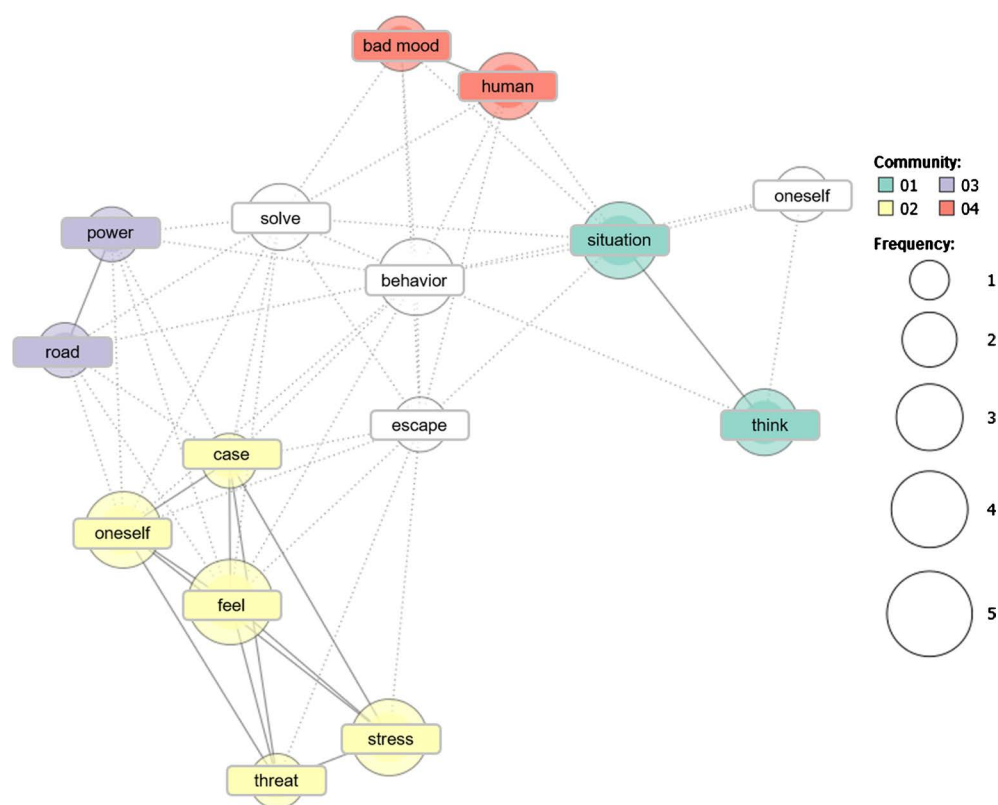 bad mood
human
oneself
solve
power
situation
behavior
road
escape
think
case
oneself
feel
stress
threat
Community:
01 03
02 04
Frequency:
1
2
3
4
5